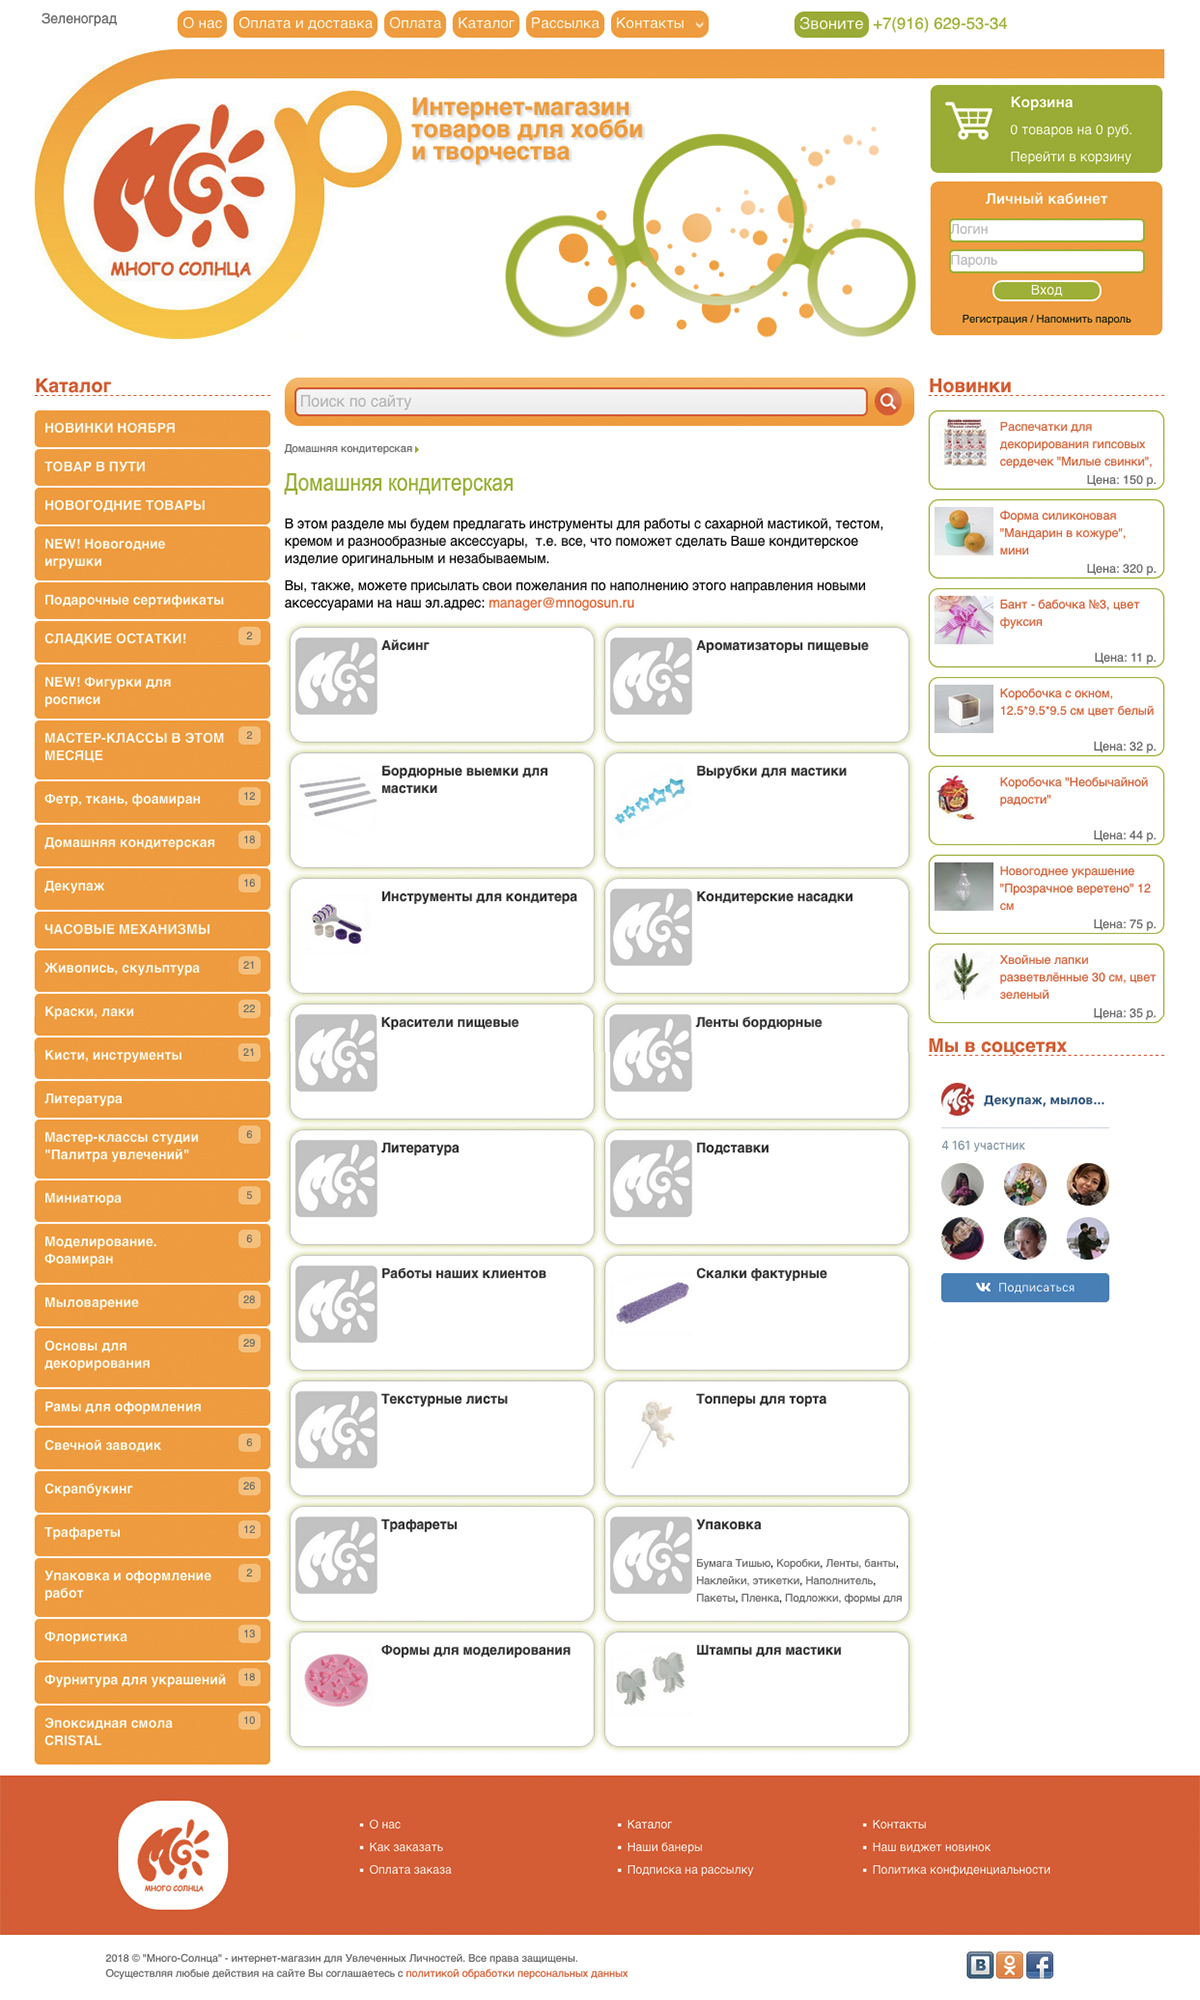 Зеленоград
О нас
Оплата и доставка
Оплата
Каталог
Рассылка
Контакты
Звоните +7(916) 629-53-34
МНОГО СОЛНЦА
Интернет-магазин
товаров для хобби
и творчества
Корзина
0 товаров на 0 руб.
Перейти в корзину
Личный кабинет
Логин
Пароль
Вход
Регистрация / Напомнить пароль
Каталог
НОВИНКИ НОЯБРЯ
ТОВАР В ПУТИ
НОВОГОДНИЕ ТОВАРЫ
NEW! Новогодние
игрушки
Подарочные сертификаты
СЛАДКИЕ ОСТАТКИ! 2
NEW! Фигурки для
росписи
МАСТЕР-КЛАССЫ В ЭТОМ 2
МЕСЯЦЕ
Фетр, ткань, фоамиран 12
Домашняя кондитерская 18
Декупаж 16
ЧАСОВЫЕ МЕХАНИЗМЫ
Живопись, скульптура 21
Краски, лаки 22
Кисти, инструменты 21
Литература
Мастер-классы студии 6
"Палитра увлечений"
Миниатюра 5
Моделирование. 6
Фоамиран
Мыловарение 28
Основы для 29
декорирования
Рамы для оформления
Свечной заводик 6
Скрапбукинг 26
Трафареты 12
Упаковка и оформление 2
работ
Флористика 13
Фурнитура для украшений 18
Эпоксидная смола 10
CRISTAL
Поиск по сайту
Домашняя кондитерская
Домашняя кондитерская
В этом разделе мы будем предлагать инструменты для работы с сахарной мастикой, тестом,
кремом и разнообразные аксессуары,  т.е. все, что поможет сделать Ваше кондитерское
изделие оригинальным и незабываемым.
Вы, также, можете присылать свои пожелания по наполнению этого направления новыми
аксессуарами на наш эл.адрес: manager@mnogosun.ru
Айсинг
Ароматизаторы пищевые
Бордюрные выемки для
мастики
Вырубки для мастики
Инструменты для кондитера
Кондитерские насадки
Красители пищевые
Ленты бордюрные
Литература
Подставки
Работы наших клиентов
Скалки фактурные
Текстурные листы
Топперы для торта
Трафареты
Упаковка
Бумага Тишью, Коробки, Ленты, банты,
Наклейки, этикетки, Наполнитель,
Пакеты, Пленка, Подложки, формы для
Формы для моделирования
Штампы для мастики
Новинки
Распечатки для
декорирования гипсовых
сердечек "Милые свинки",
Цена: 150 р.
Форма силиконовая
"Мандарин в кожуре",
мини
Цена: 320 р.
Бант - бабочка №3, цвет
фуксия
Цена: 11 р.
Коробочка с окном,
12.5*9.5*9.5 см цвет белый
Цена: 32 р.
Коробочка "Необычайной
радости"
Цена: 44 р.
Новогоднее украшение
"Прозрачное веретено" 12
см
Цена: 75 р.
Хвойные лапки
разветвлённые 30 см, цвет
зеленый
Цена: 35 р.
Мы в соцсетях
Декупаж, мылов...
4 161 участник
Подписаться
МНОГО СОЛНЦА
О нас
Как заказать
Оплата заказа
Каталог
Наши банеры
Подписка на рассылку
Контакты
Наш виджет новинок
Политика конфиденциальности
2018 © "Много-Солнца" - интернет-магазин для Увлеченных Личностей. Все права защищены.
Осуществляя любые действия на сайте Вы соглашаетесь с политикой обработки персональных данных